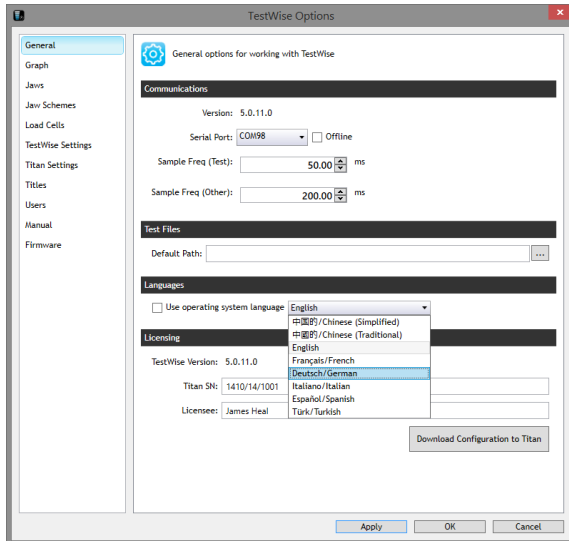 TestWise Options
General
Graph
Jaws
Jaw Schemes
Load Cells
TestWise Settings
Titan Settings
Titles
Users
Manual
Firmware
General options for working with TestWise
Communications
Version: 5.0.11.0
Serial Port: COM98 Offline
Sample Freq (Test): 50.00 ms
Sample Freq (Other): 200.00 ms
Test Files
Default Path: ...
Languages
Use operating system language English
中国的/Chinese (Simplified)
中國的/Chinese (Traditional)
English
Français/French
Deutsch/German
Italiano/Italian
Español/Spanish
Türk/Turkish
Licensing
TestWise Version: 5.0.11.0
Titan SN: 1410/14/1001
Licensee: James Heal
Download Configuration to Titan
Apply OK Cancel